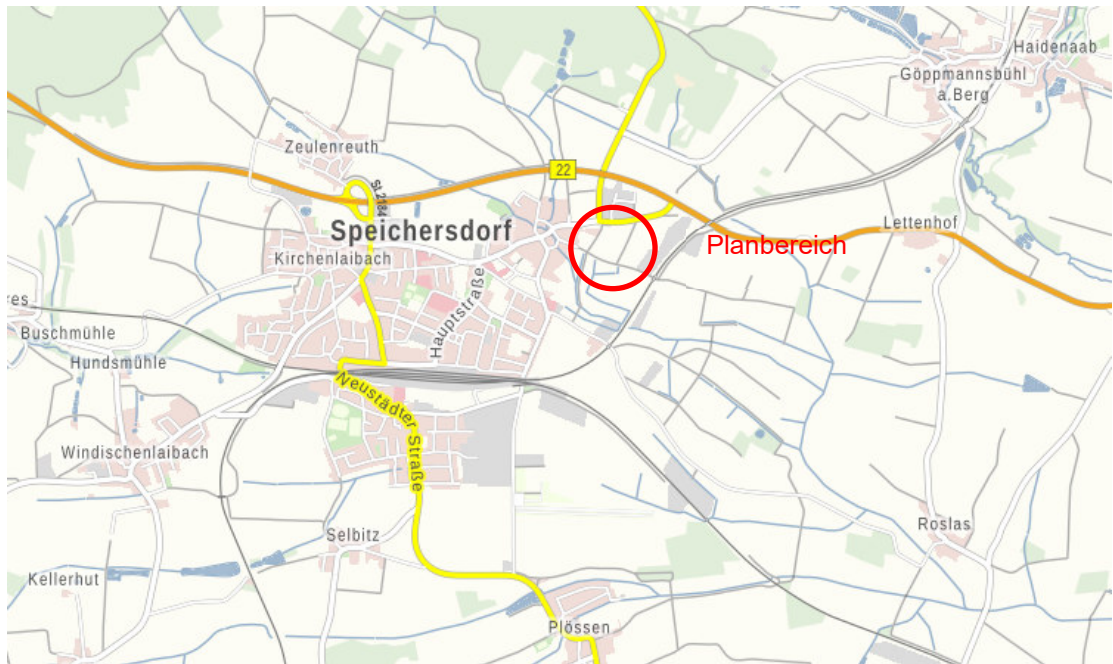 Haidenaab
Göppmannsbühl
a.Berg
Zeulenreuth
22
St 2184
Speichersdorf
Lettenhof
Planbereich
Kirchenlaibach
res
Buschmühle
Hauptstraße
Hundsmühle
Neustädter Straße
Windischenlaibach
Roslas
Selbitz
Kellerhut
Plössen